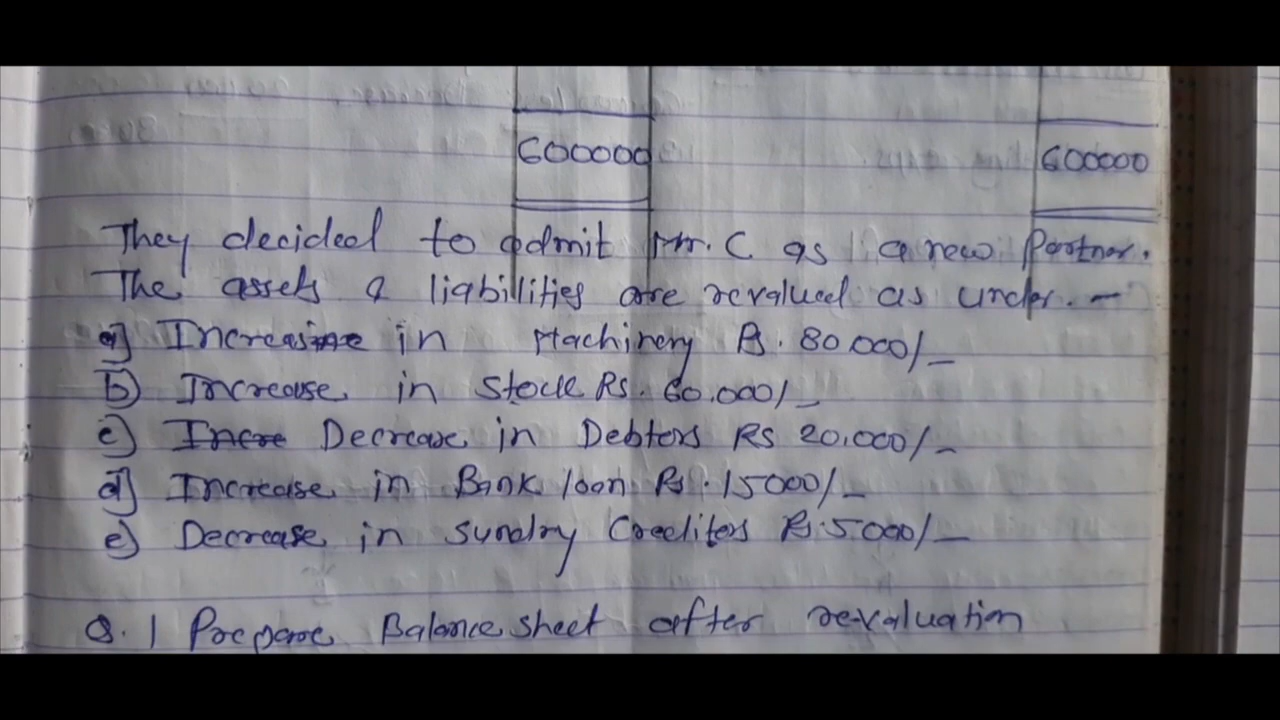 600000 600000
They decided to admit Mr. C as a new Partner.
The assets & liabilities are revalued as under. -
a) Increasine in Machinery Rs. 80.000/-
b) Increase in Stock Rs. 60.000/-
c) Incre Decrease in Debtors Rs 20.000/-
d) Increase in Bank loan Rs. 15000/-
e) Decrease in Sundry Creditors Rs. 5000/-
Q. 1 Prepare Balance sheet after revaluation